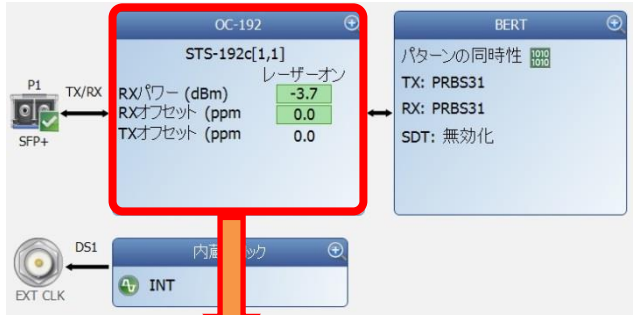 OC-192
BERT
P1
TX/RX
SFP+
STS-192c[1,1]
レーザーオン
RXパワー (dBm)
-3.7
RXオフセット (ppm
0.0
TXオフセット (ppm
0.0
パターンの同時性
TX: PRBS31
RX: PRBS31
SDT: 無効化
DS1
EXT CLK
内蔵 ック
INT